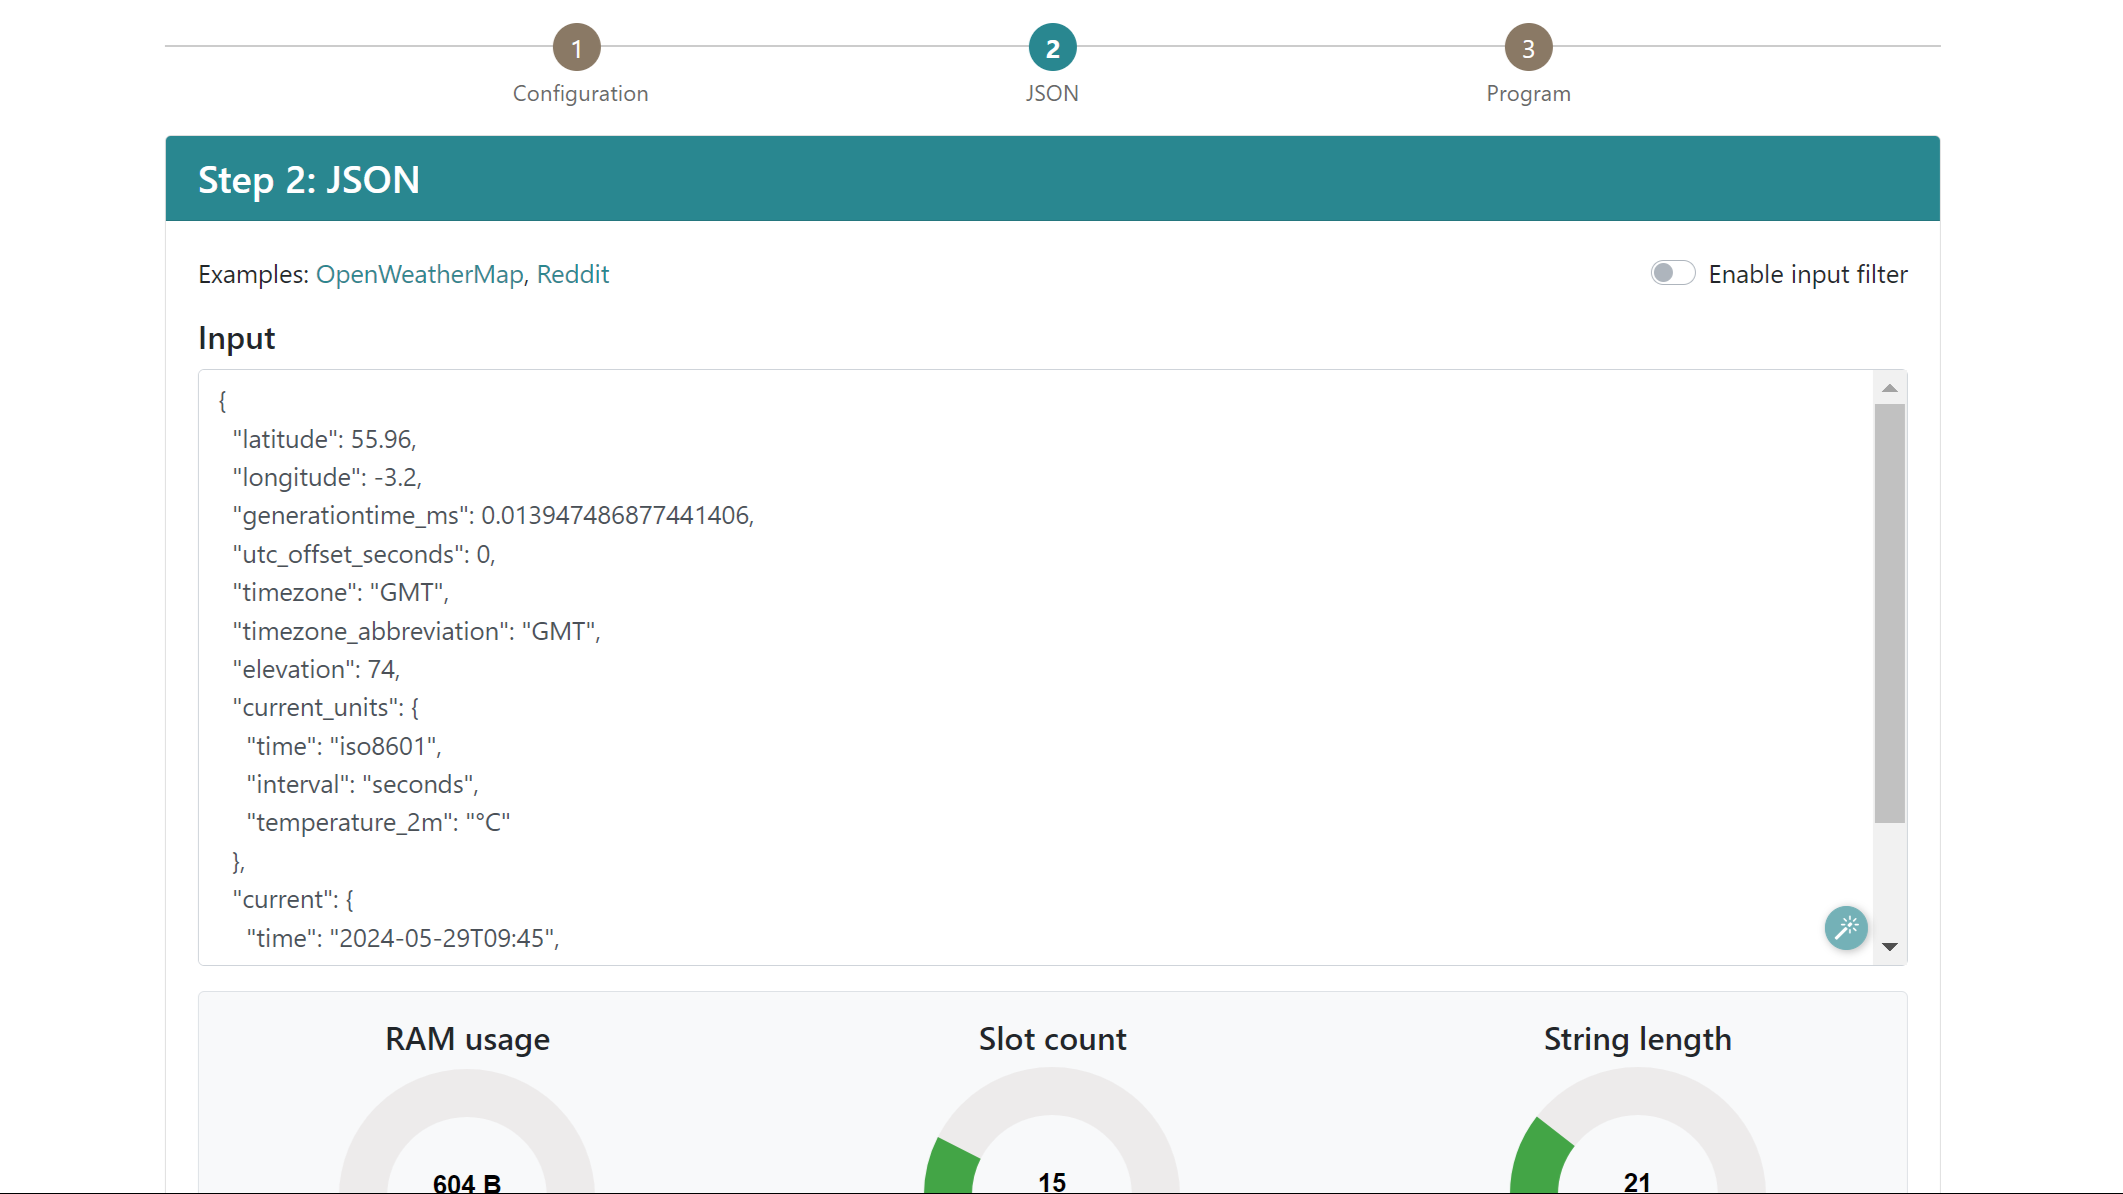 1
Configuration
2
JSON
3
Program
Step 2: JSON
Examples: OpenWeatherMap, Reddit
Enable input filter
Input
{
"latitude": 55.96,
"longitude": -3.2,
"generationtime_ms": 0.013947486877441406,
"utc_offset_seconds": 0,
"timezone": "GMT",
"timezone_abbreviation": "GMT",
"elevation": 74,
"current_units": {
"time": "iso8601",
"interval": "seconds",
"temperature_2m": "°C"
},
"current": {
"time": "2024-05-29T09:45",
RAM usage
604 B
Slot count
15
String length
21